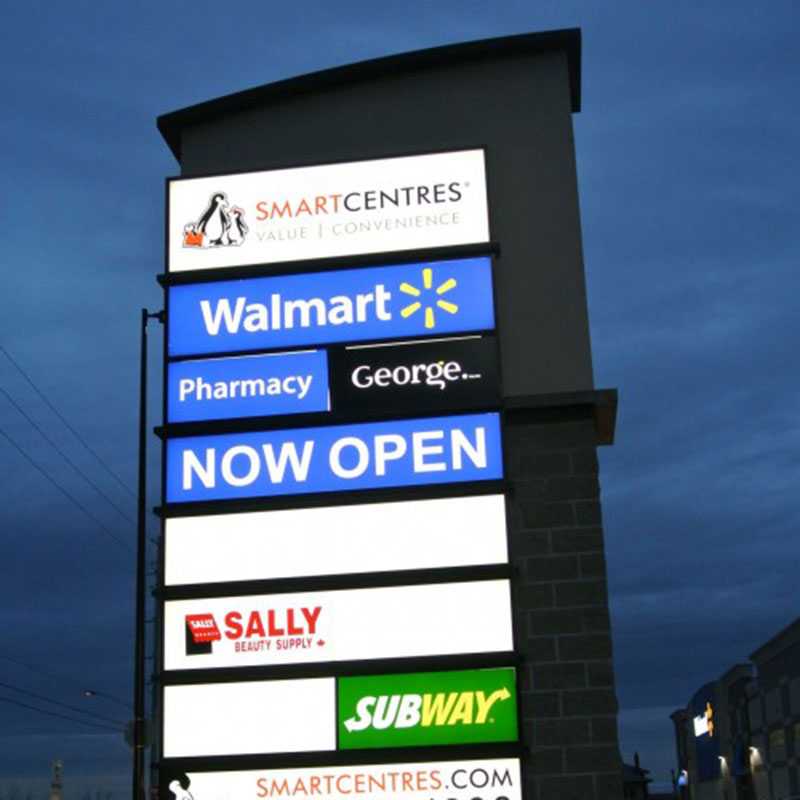 SMARTCENTRES®
VALUE | CONVENIENCE
Walmart
Pharmacy
George.
NOW OPEN
SALLY
SALLY
BEAUTY SUPPLY
SUBWAY®
SMARTCENTRES.COM